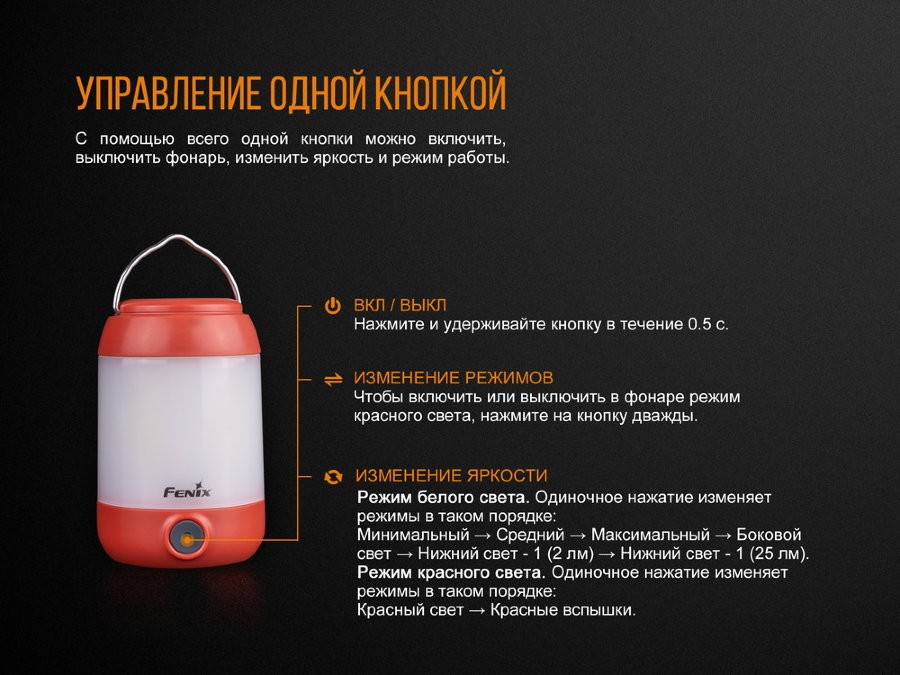 УПРАВЛЕНИЕ ОДНОЙ КНОПКОЙ
С помощью всего одной кнопки можно включить,
выключить фонарь, изменить яркость и режим работы.
ВКЛ / ВЫКЛ
Нажмите и удерживайте кнопку в течение 0.5 с.
ИЗМЕНЕНИЕ РЕЖИМОВ
Чтобы включить или выключить в фонаре режим
красного света, нажмите на кнопку дважды.
ИЗМЕНЕНИЕ ЯРКОСТИ
Режим белого света. Одиночное нажатие изменяет
режимы в таком порядке:
Минимальный → Средний → Максимальный → Боковой
свет → Нижний свет - 1 (2 лм) → Нижний свет - 1 (25 лм).
Режим красного света. Одиночное нажатие изменяет
режимы в таком порядке:
Красный свет → Красные вспышки.
FENIX